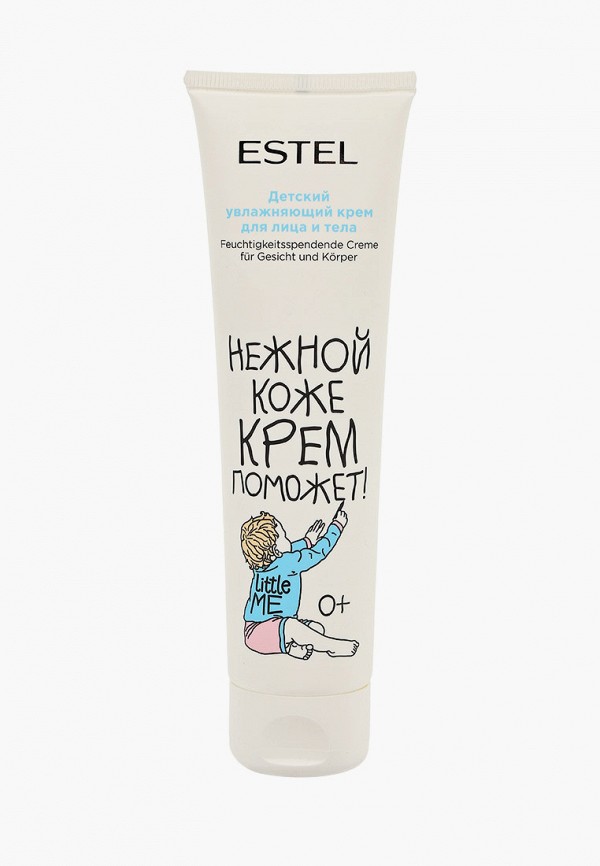 ESTEL
Детский
увлажняющий крем
для лица и тела
Feuchtigkeitsspendende Creme
für Gesicht und Körper
НЕЖНОЙ
КОЖЕ
КРЕМ
ПОМОЖЕТ!
little
ME
0+